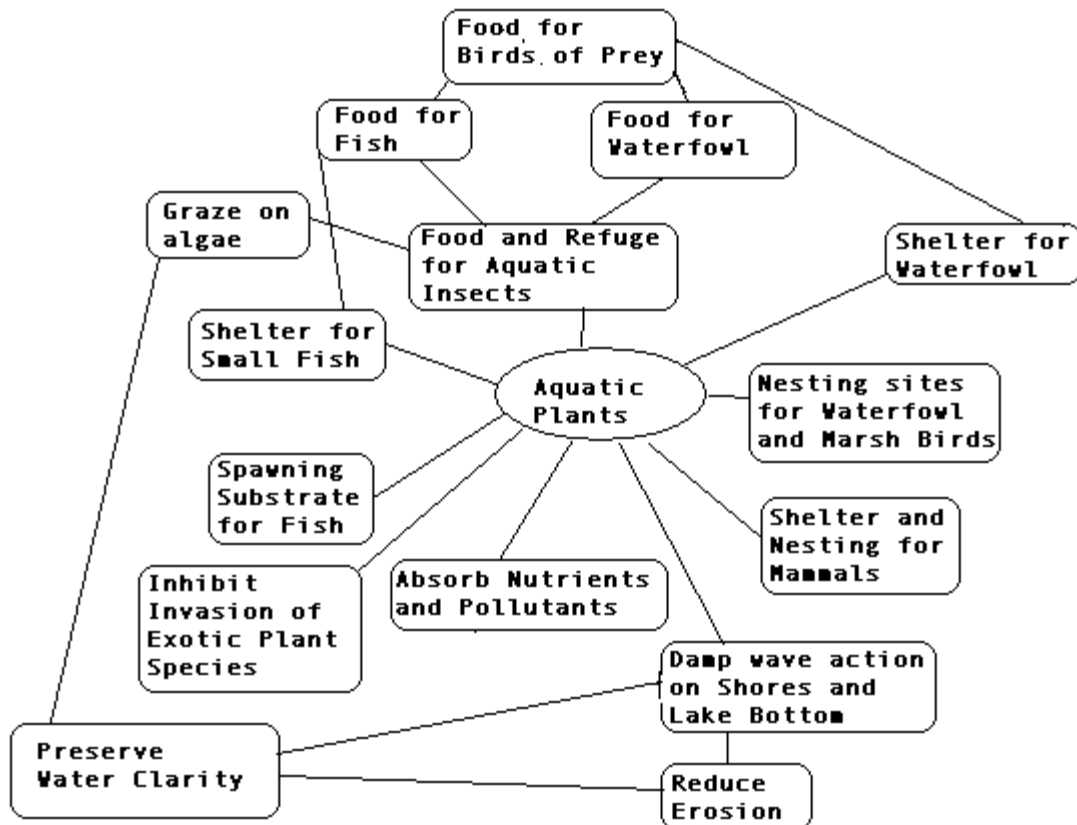 Food for
Birds of Prey
Food for
Fish
Food for
Waterfowl
Graze on
algae
Food and Refuge
for Aquatic
Insects
Shelter for
Waterfowl
Shelter for
Small Fish
Aquatic
Plants
Nesting sites
for Waterfowl
and Marsh Birds
Spawning
Substrate
for Fish
Shelter and
Nesting for
Mammals
Inhibit
Invasion of
Exotic Plant
Species
Absorb Nutrients
and Pollutants
Damp wave action
on Shores and
Lake Bottom
Preserve
Water Clarity
Reduce
Erosion